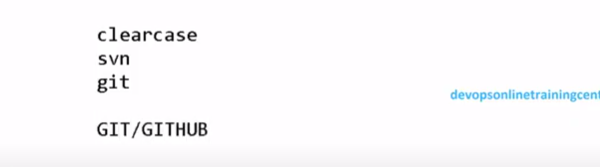 clearcase
svn
git
devopsonlinetrainingcent
GIT/GITHUB